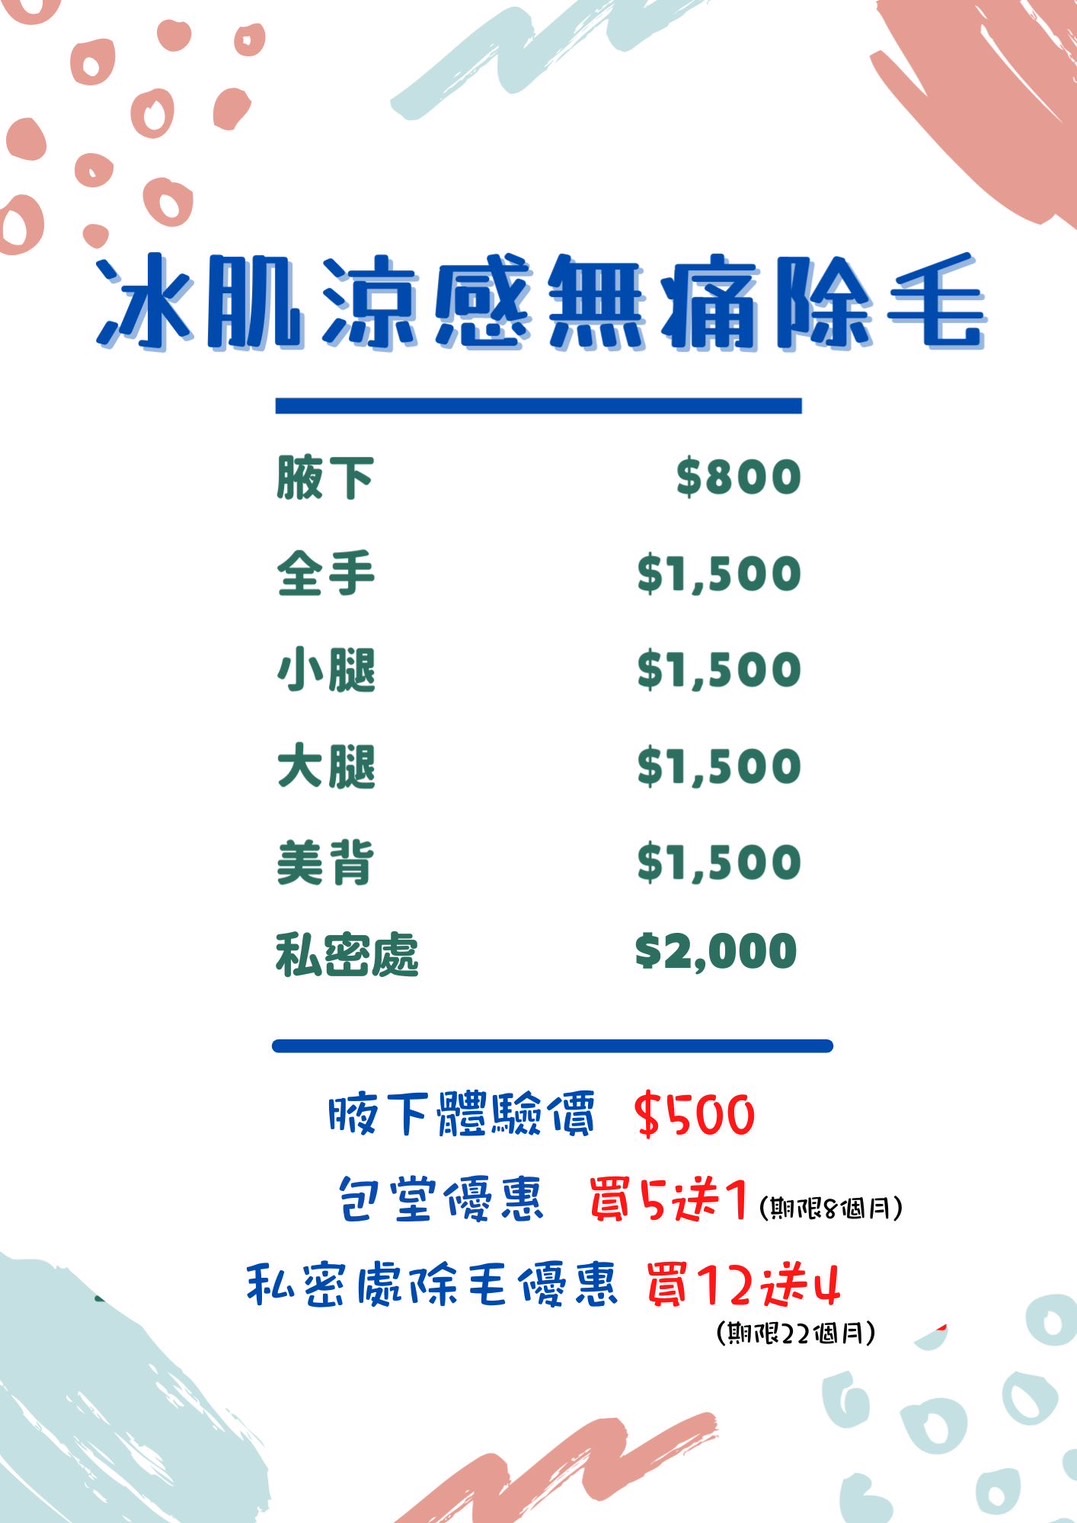 冰肌涼感無痛除毛
腋下 $800
全手 $1,500
小腿 $1,500
大腿 $1,500
美背 $1,500
私密處 $2,000
腋下體驗價 $500
包堂優惠 買5送1(期限8個月)
私密處除毛優惠 買12送4
(期限22個月)